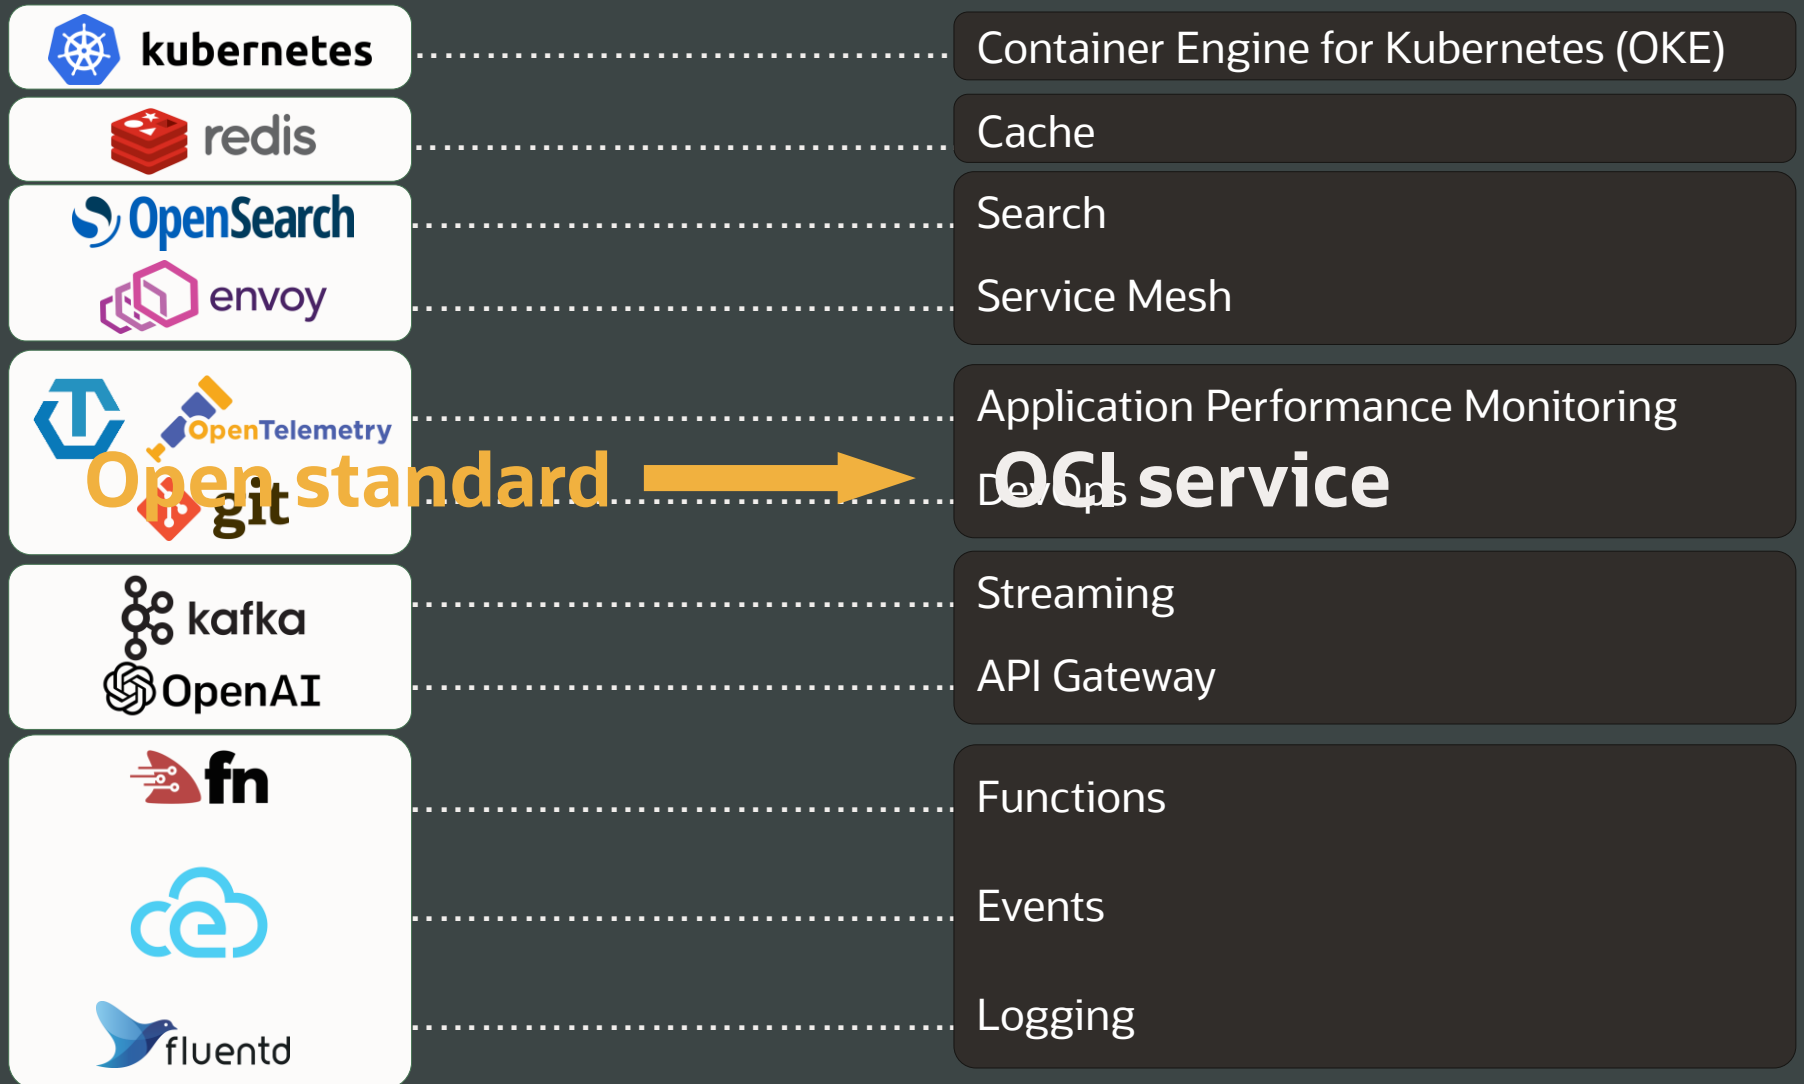 kubernetes
Container Engine for Kubernetes (OKE)
redis
Cache
OpenSearch
Search
envoy
Service Mesh
OpenTelemetry
Application Performance Monitoring
Open standard
OCI service
git
DevOps
kafka
Streaming
OpenAI
API Gateway
fn
Functions
Events
fluentd
Logging